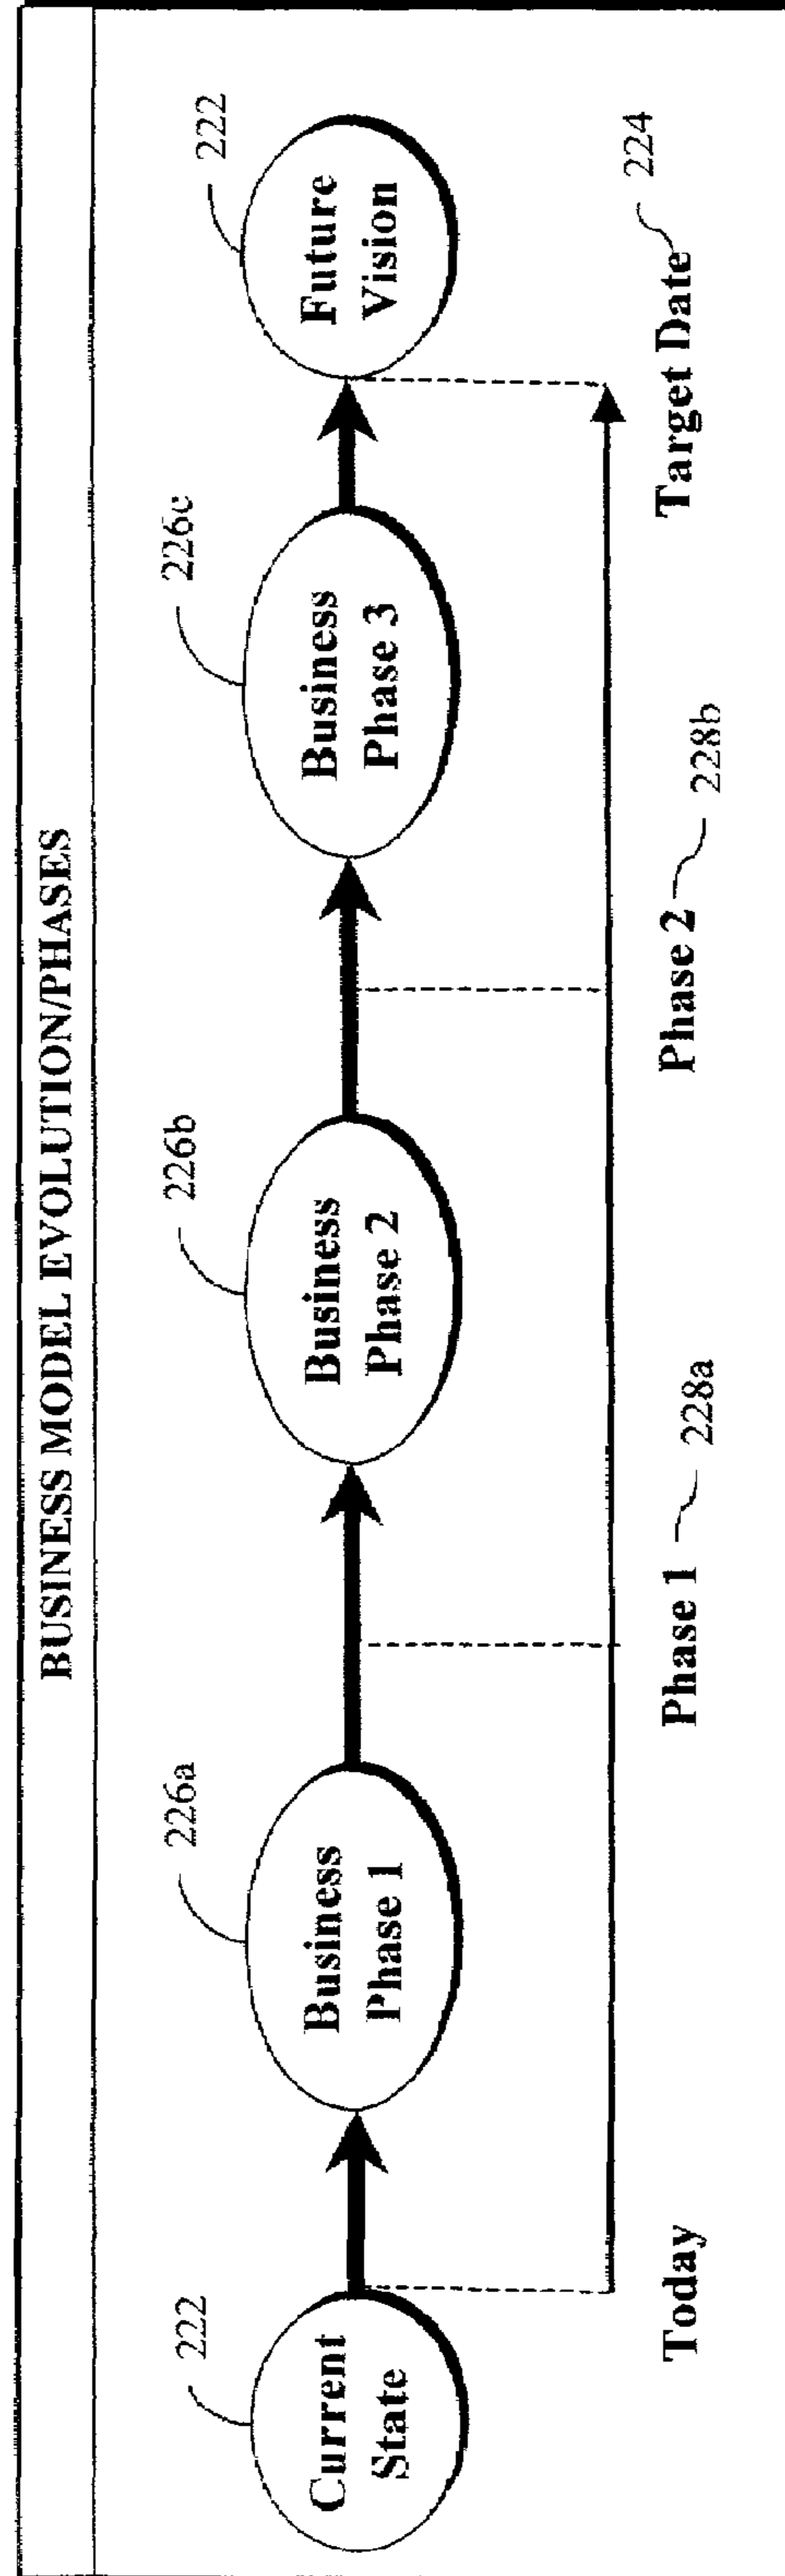 BUSINESS MODEL EVOLUTION/PHASES
222
226a
226b
226c
222
Current
State
Business
Phase 1
Business
Phase 2
Business
Phase 3
Future
Vision
Today
Phase 1
228a
Phase 2
228b
Target Date
224